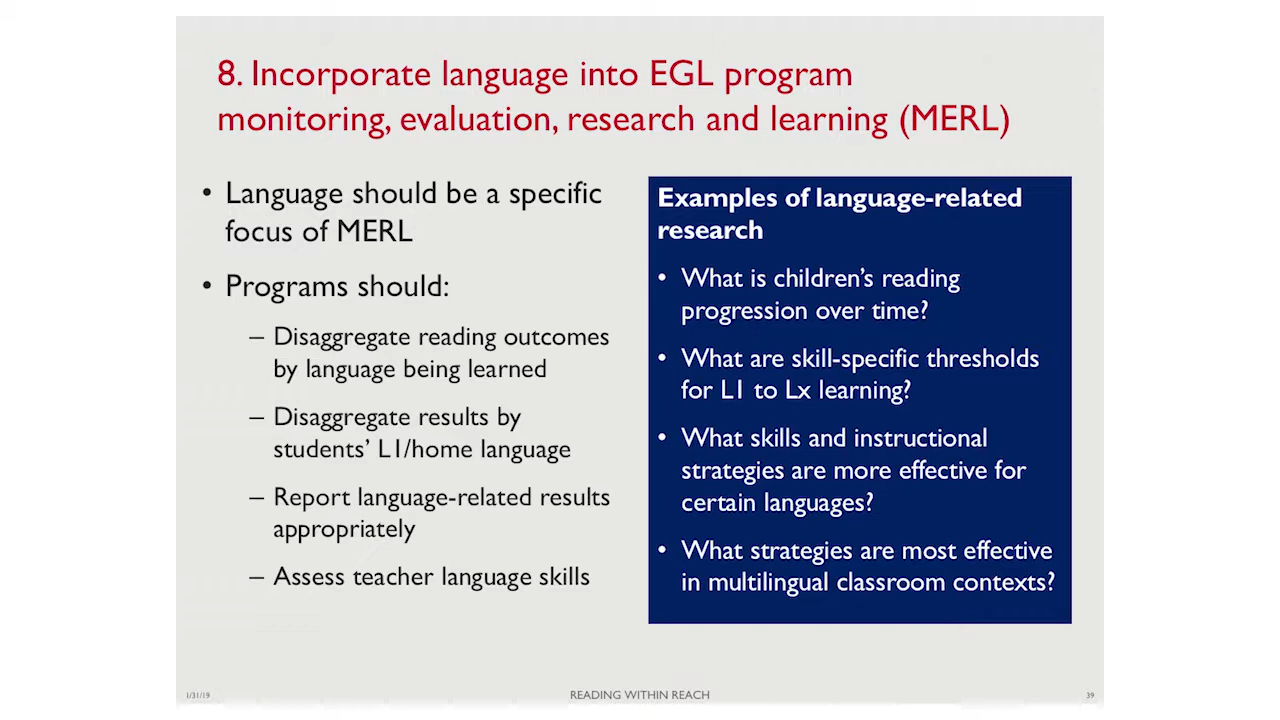 8. Incorporate language into EGL program
monitoring, evaluation, research and learning (MERL)
• Language should be a specific
focus of MERL
• Programs should:
– Disaggregate reading outcomes
by language being learned
– Disaggregate results by
students’ L1/home language
– Report language-related results
appropriately
– Assess teacher language skills
Examples of language-related
research
• What is children’s reading
progression over time?
• What are skill-specific thresholds
for L1 to Lx learning?
• What skills and instructional
strategies are more effective for
certain languages?
• What strategies are most effective
in multilingual classroom contexts?
1/31/19
READING WITHIN REACH
39